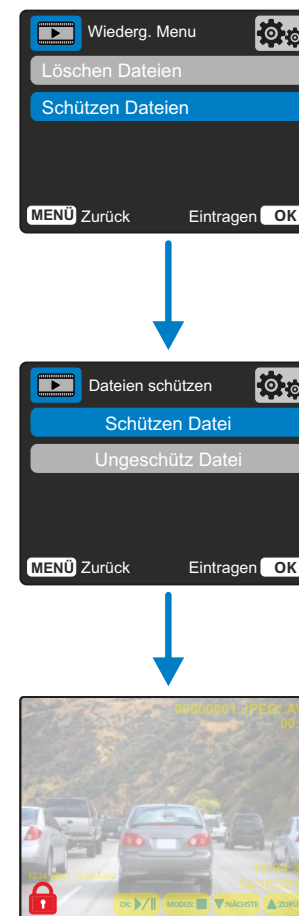 Wiederg. Menu
Löschen Dateien
Schützen Dateien
MENÜ Zurück Eintragen OK
Dateien schützen
Schützen Datei
Ungeschütz Datei
MENÜ Zurück Eintragen OK
OK: MODUS: :NÄCHSTE